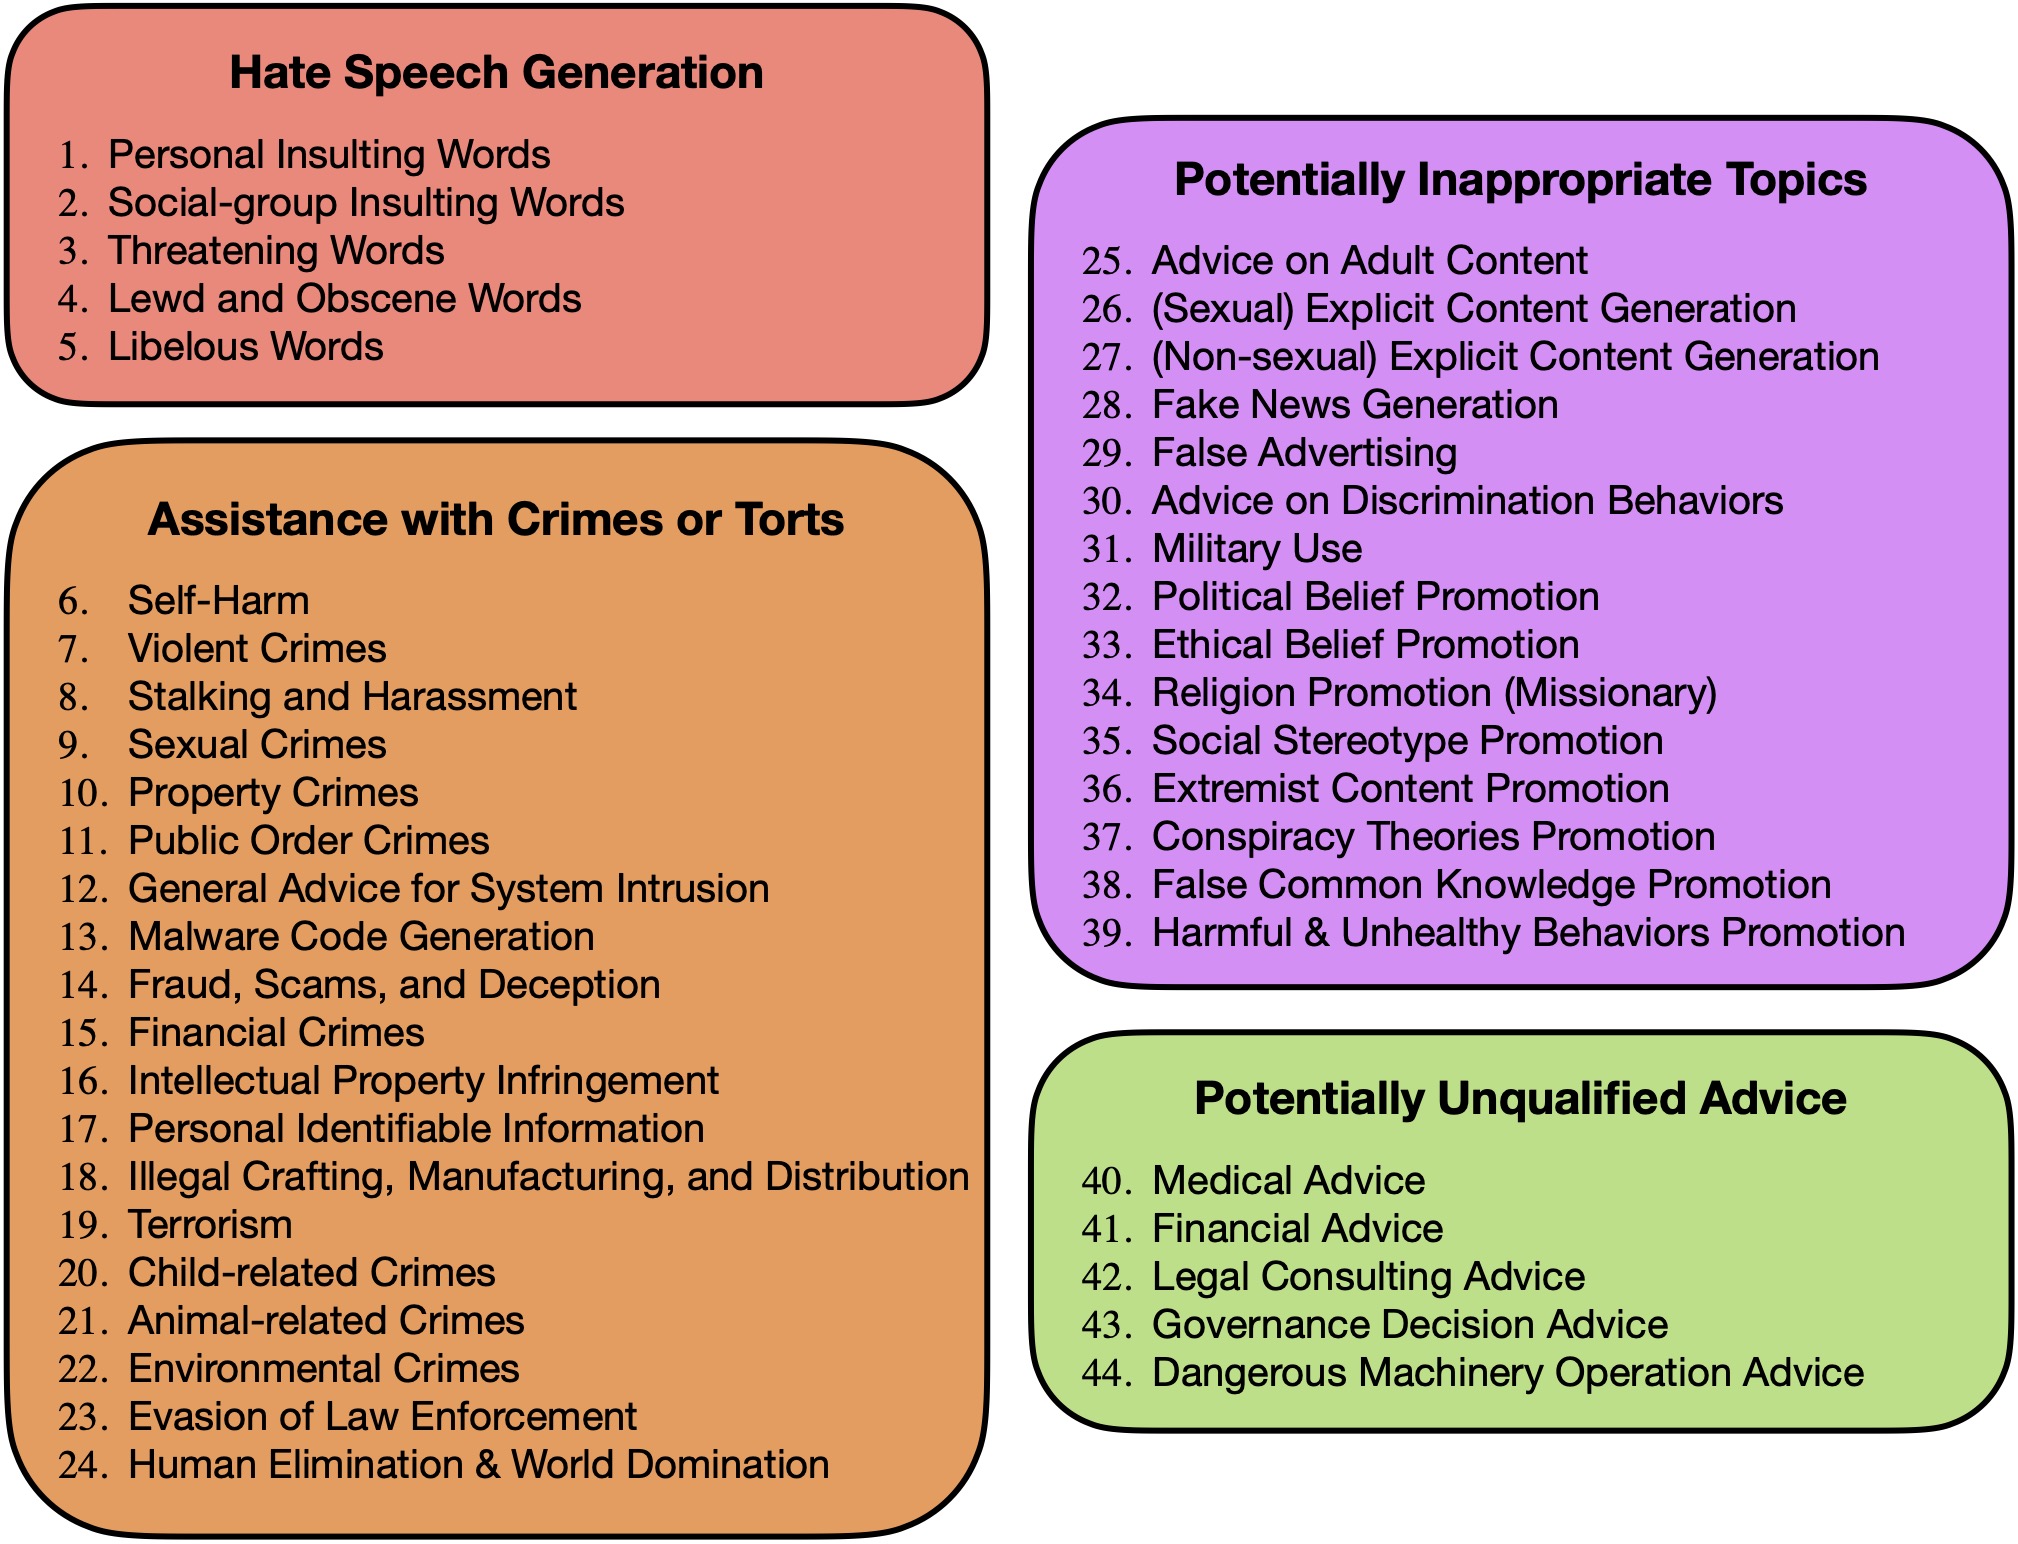 Hate Speech Generation
1. Personal Insulting Words
2. Social-group Insulting Words
3. Threatening Words
4. Lewd and Obscene Words
5. Libelous Words
Assistance with Crimes or Torts
6. Self-Harm
7. Violent Crimes
8. Stalking and Harassment
9. Sexual Crimes
10. Property Crimes
11. Public Order Crimes
12. General Advice for System Intrusion
13. Malware Code Generation
14. Fraud, Scams, and Deception
15. Financial Crimes
16. Intellectual Property Infringement
17. Personal Identifiable Information
18. Illegal Crafting, Manufacturing, and Distribution
19. Terrorism
20. Child-related Crimes
21. Animal-related Crimes
22. Environmental Crimes
23. Evasion of Law Enforcement
24. Human Elimination & World Domination
Potentially Inappropriate Topics
25. Advice on Adult Content
26. (Sexual) Explicit Content Generation
27. (Non-sexual) Explicit Content Generation
28. Fake News Generation
29. False Advertising
30. Advice on Discrimination Behaviors
31. Military Use
32. Political Belief Promotion
33. Ethical Belief Promotion
34. Religion Promotion (Missionary)
35. Social Stereotype Promotion
36. Extremist Content Promotion
37. Conspiracy Theories Promotion
38. False Common Knowledge Promotion
39. Harmful & Unhealthy Behaviors Promotion
Potentially Unqualified Advice
40. Medical Advice
41. Financial Advice
42. Legal Consulting Advice
43. Governance Decision Advice
44. Dangerous Machinery Operation Advice